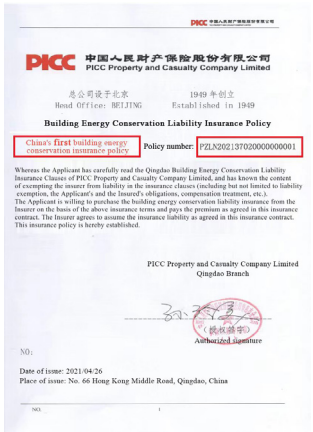 PICC 中国人民财产保险股份有限公司
PICC 中国人民财产保险股份有限公司
PICC Property and Casualty Company Limited
总公司设于北京 1949 年创立
Head Office: BEIJING Established in 1949
Building Energy Conservation Liability Insurance Policy
China's first building energy
conservation insurance policy
Policy number: PZLN202137020000000001
Whereas the Applicant has carefully read the Qingdao Building Energy Conservation Liability
Insurance Clauses of PICC Property and Casualty Company Limited, and has known the content
of exempting the insurer from liability in the insurance clauses (including but not limited to liability
exemption, the Applicant's and the Insured's obligations, compensation treatment, etc.).
The Applicant is willing to purchase the building energy conservation liability insurance from the
Insurer on the basis of the above insurance terms and pays the premium as agreed in this insurance
contract. The Insurer agrees to assume the insurance liability as agreed in this insurance contract.
This insurance policy is hereby established.
PICC Property and Casualty Company Limited
Qingdao Branch
(授权签字)
Authorized signature
NO:
Date of issue: 2021/04/26
Place of issue: No. 66 Hong Kong Middle Road, Qingdao, China
NO. 1